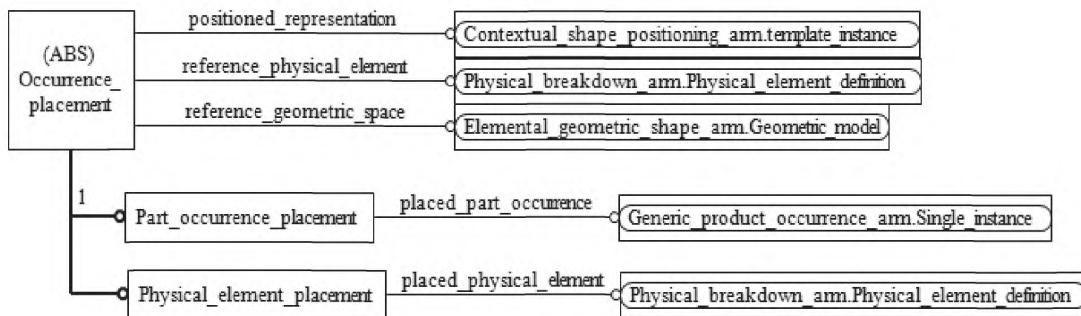 positioned_representation
Contextual_shape_positioning_arm.template_instance
(ABS)
Occurrence_
placement
reference_physical_element
Physical_breakdown_arm.Physical_element_definition
reference_geometric_space
Elemental_geometric_shape_arm.Geometric_model
1
Part_occurrence_placement
placed_part_occurrence
Generic_product_occurrence_arm.Single_instance
Physical_element_placement
placed_physical_element
Physical_breakdown_arm.Physical_element_definition